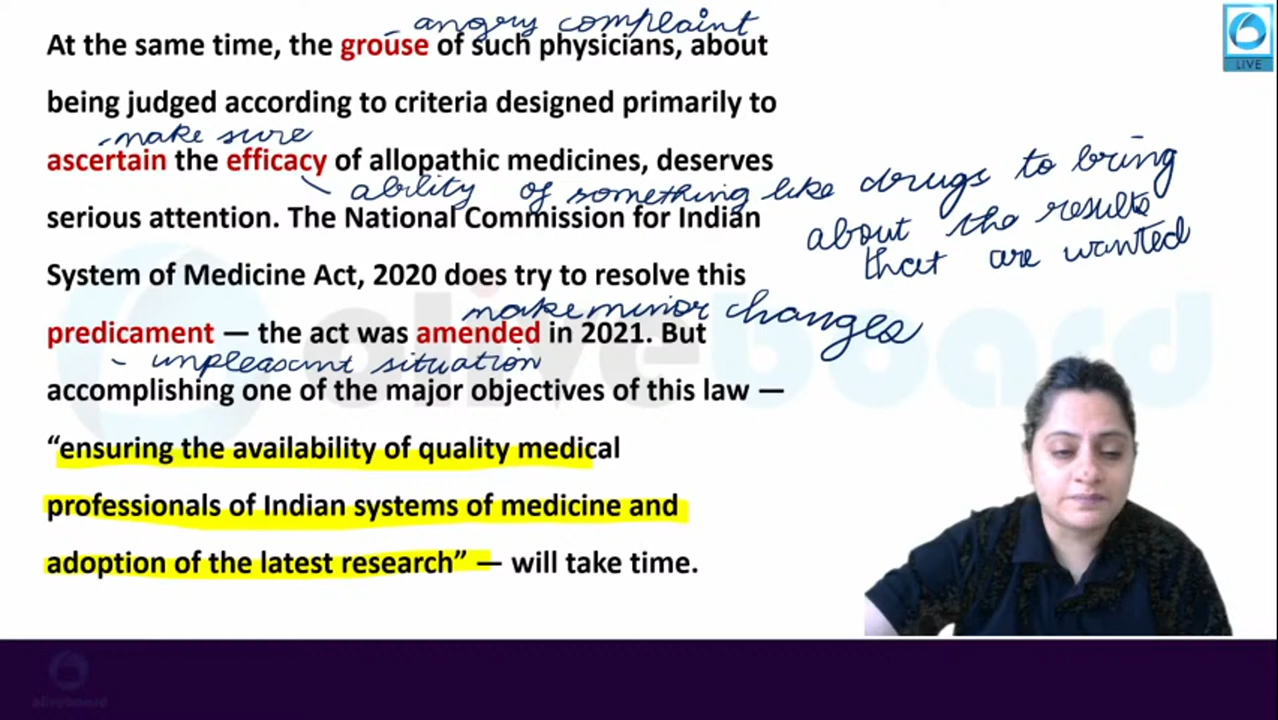 angry complaint
At the same time, the grouse of such physicians, about
being judged according to criteria designed primarily to
make sure
ascertain the efficacy of allopathic medicines, deserves
ability of something like drugs to bring
about the results
that are wanted
serious attention. The National Commission for Indian
System of Medicine Act, 2020 does try to resolve this
make minor changes
predicament — the act was amended in 2021. But
unpleasant situation
accomplishing one of the major objectives of this law —
“ensuring the availability of quality medical
professionals of Indian systems of medicine and
adoption of the latest research” — will take time.
LIVE
oliveboard
oliveboard